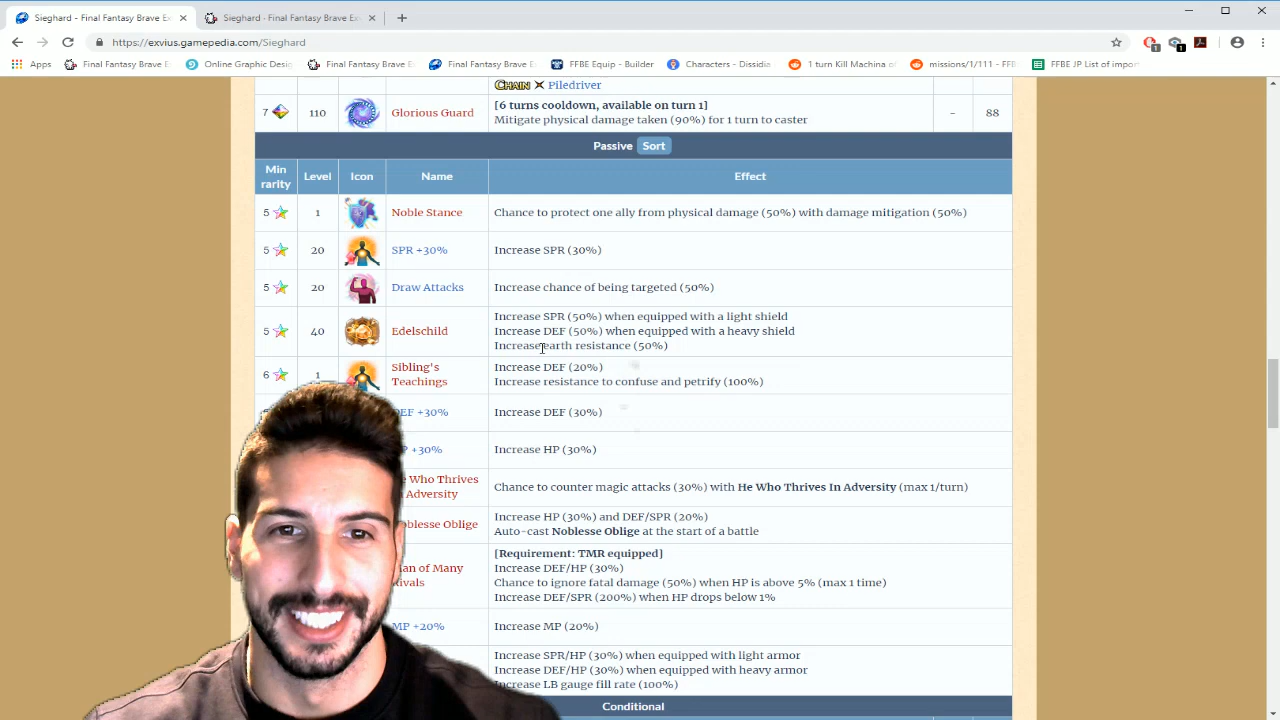 Sieghard - Final Fantasy Brave E
Sieghard - Final Fantasy Brave Ex
https://exvius.gamepedia.com/Sieghard
Apps
Final Fantasy Brave E
Online Graphic Desig
Final Fantasy Brave E
Final Fantasy Brave E
FFBE Equip - Builder
Characters - Dissidia
1 turn Kill Machina o
missions/1/111 - FFB
FFBE JP List of impor
CHAIN Piledriver
7 110 Glorious Guard [6 turns cooldown, available on turn 1] - 88
Mitigate physical damage taken (90%) for 1 turn to caster
Passive Sort
Min rarity Level Icon Name Effect
5 1 Noble Stance Chance to protect one ally from physical damage (50%) with damage mitigation (50%)
5 20 SPR +30% Increase SPR (30%)
5 20 Draw Attacks Increase chance of being targeted (50%)
5 40 Edelschild Increase SPR (50%) when equipped with a light shield
Increase DEF (50%) when equipped with a heavy shield
Increase earth resistance (50%)
6 1 Sibling's Teachings Increase DEF (20%)
Increase resistance to confuse and petrify (100%)
DEF +30% Increase DEF (30%)
+30% Increase HP (30%)
Who Thrives
Adversity Chance to counter magic attacks (30%) with He Who Thrives In Adversity (max 1/turn)
Noblesse Oblige Increase HP (30%) and DEF/SPR (20%)
Auto-cast Noblesse Oblige at the start of a battle
[Requirement: TMR equipped]
of Many Rivals Increase DEF/HP (30%)
Chance to ignore fatal damage (50%) when HP is above 5% (max 1 time)
Increase DEF/SPR (200%) when HP drops below 1%
MP +20% Increase MP (20%)
Increase SPR/HP (30%) when equipped with light armor
Increase DEF/HP (30%) when equipped with heavy armor
Increase LB gauge fill rate (100%)
Conditional